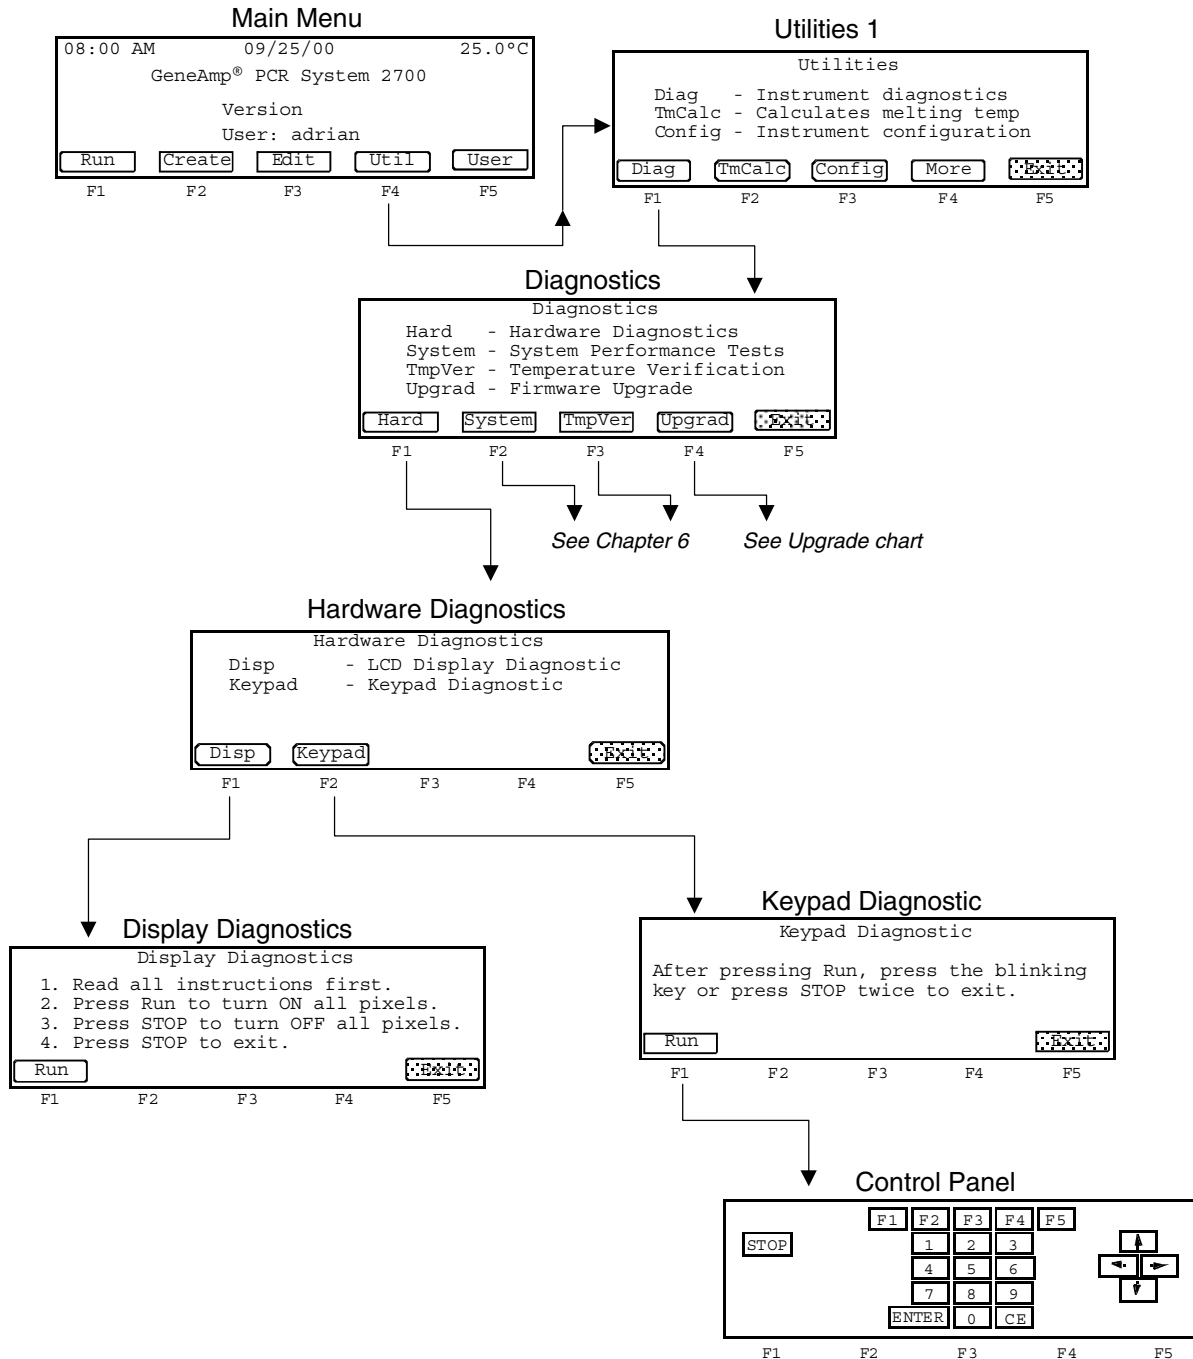 Main Menu
08:00 AM 09/25/00 25.0°C
GeneAmp® PCR System 2700
Version
User: adrian
Run Create Edit Util User
F1 F2 F3 F4 F5
Utilities 1
Utilities
Diag - Instrument diagnostics
TmCalc - Calculates melting temp
Config - Instrument configuration
Diag TmCalc Config More Exit
F1 F2 F3 F4 F5
Diagnostics
Diagnostics
Hard - Hardware Diagnostics
System - System Performance Tests
TmpVer - Temperature Verification
Upgrad - Firmware Upgrade
Hard System TmpVer Upgrad Exit
F1 F2 F3 F4 F5
See Chapter 6 See Upgrade chart
Hardware Diagnostics
Hardware Diagnostics
Disp - LCD Display Diagnostic
Keypad - Keypad Diagnostic
Disp Keypad Exit
F1 F2 F3 F4 F5
Display Diagnostics
Display Diagnostics
1. Read all instructions first.
2. Press Run to turn ON all pixels.
3. Press STOP to turn OFF all pixels.
4. Press STOP to exit.
Run Exit
F1 F2 F3 F4 F5
Keypad Diagnostic
Keypad Diagnostic
After pressing Run, press the blinking
key or press STOP twice to exit.
Run Exit
F1 F2 F3 F4 F5
Control Panel
F1 F2 F3 F4 F5
STOP 1 2 3
4 5 6
7 8 9
ENTER 0 CE
F1 F2 F3 F4 F5